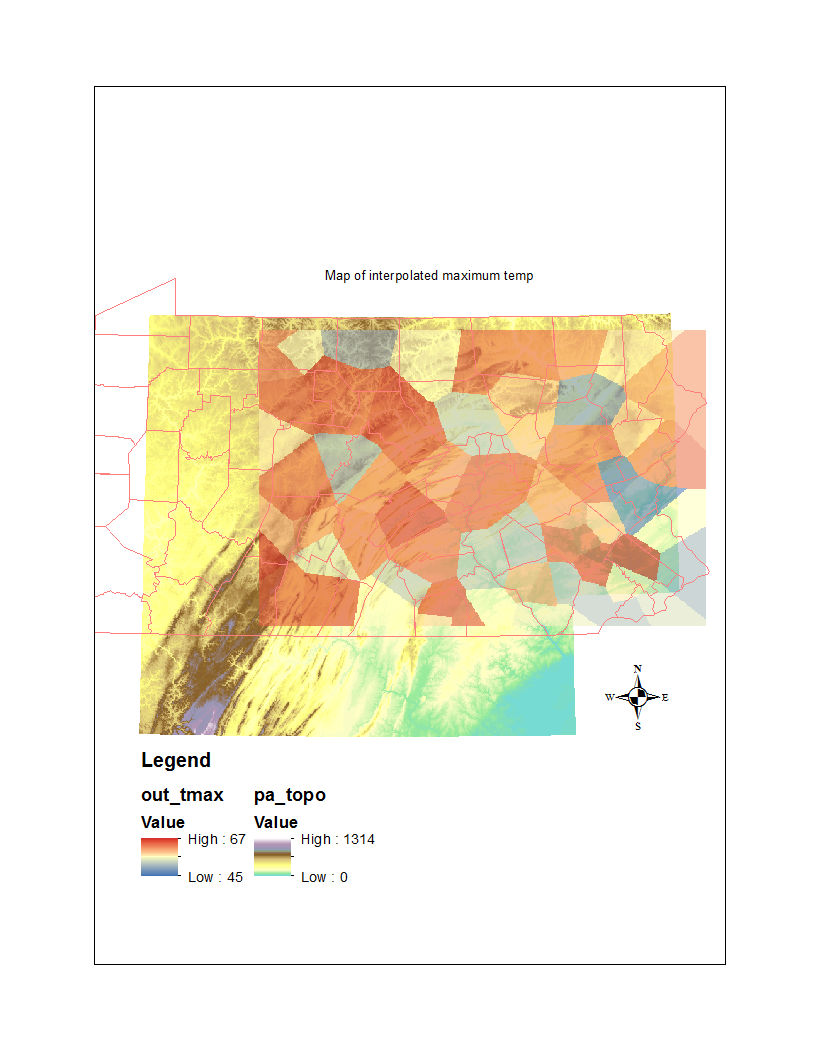 Map of interpolated maximum temp
N
W E
S
Legend
out_tmax pa_topo
Value Value
High : 67 High : 1314
Low : 45 Low : 0